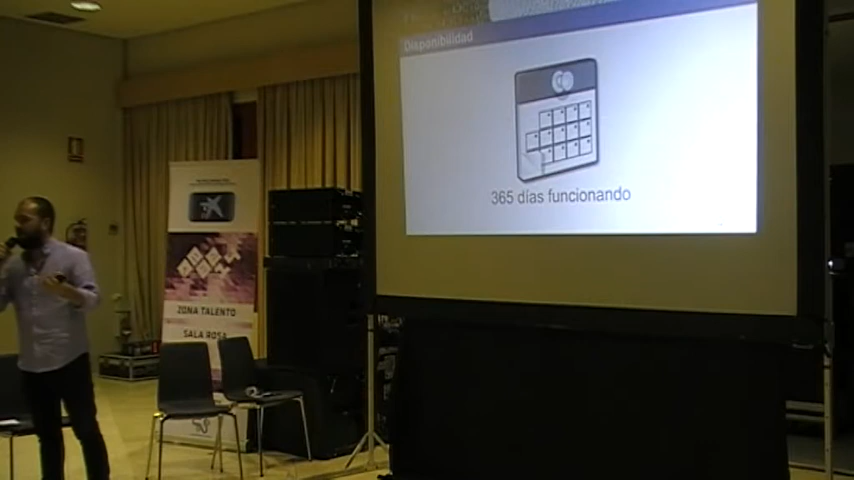 Disponibilidad
365 días funcionando
ZONA TALENTO
SALA ROSA